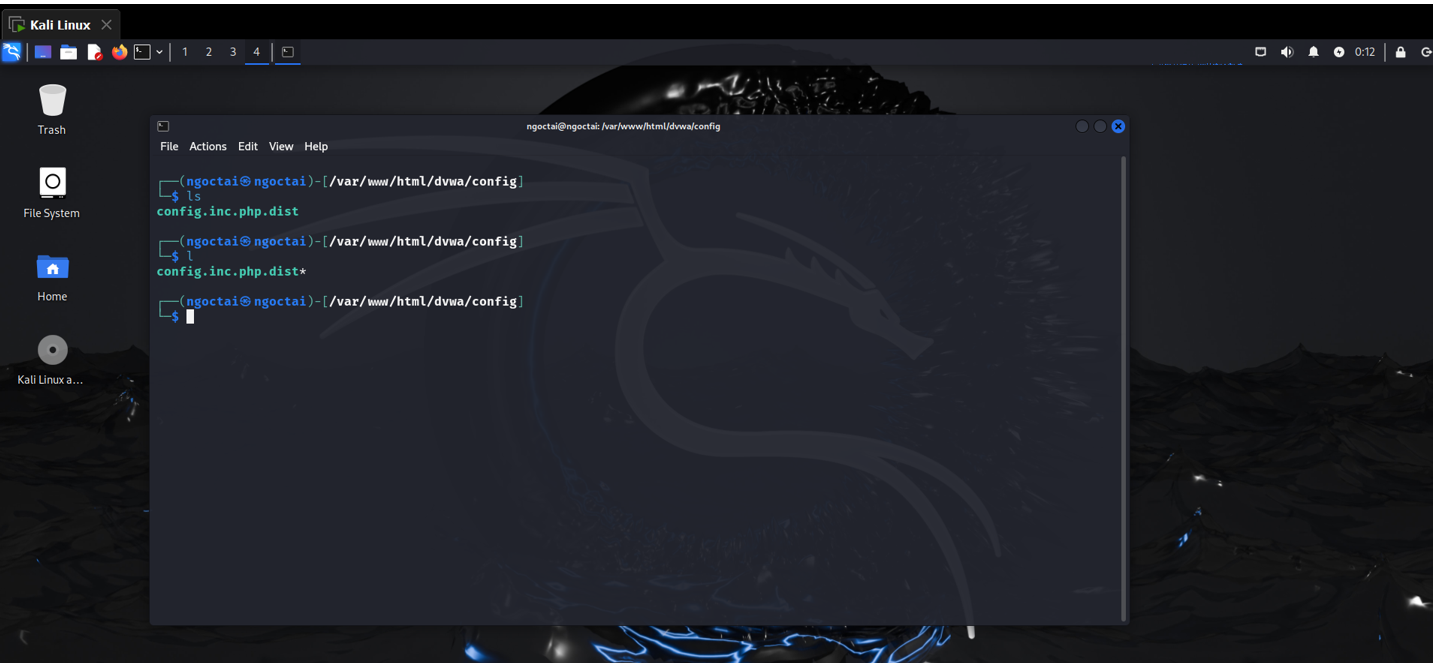 Kali Linux
1 2 3 4 0:12
Trash
File System
Home
Kali Linux a...
ngoctai@ngoctai: /var/www/html/dvwa/config
File Actions Edit View Help
┌──(ngoctai㉿ngoctai)-[/var/www/html/dvwa/config]
└─$ ls
config.inc.php.dist
┌──(ngoctai㉿ngoctai)-[/var/www/html/dvwa/config]
└─$ l
config.inc.php.dist*
┌──(ngoctai㉿ngoctai)-[/var/www/html/dvwa/config]
└─$